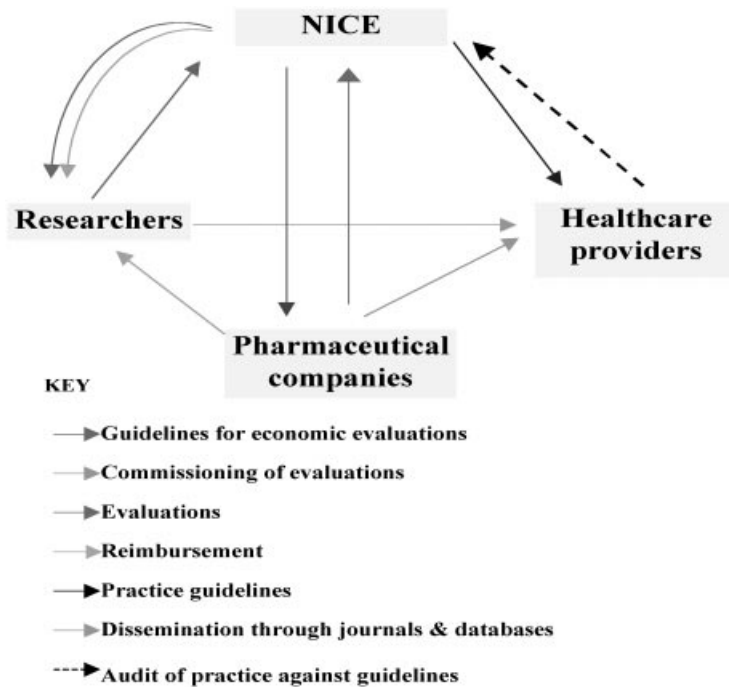 NICE
Researchers
Healthcare
providers
Pharmaceutical
companies
KEY
Guidelines for economic evaluations
Commissioning of evaluations
Evaluations
Reimbursement
Practice guidelines
Dissemination through journals & databases
Audit of practice against guidelines